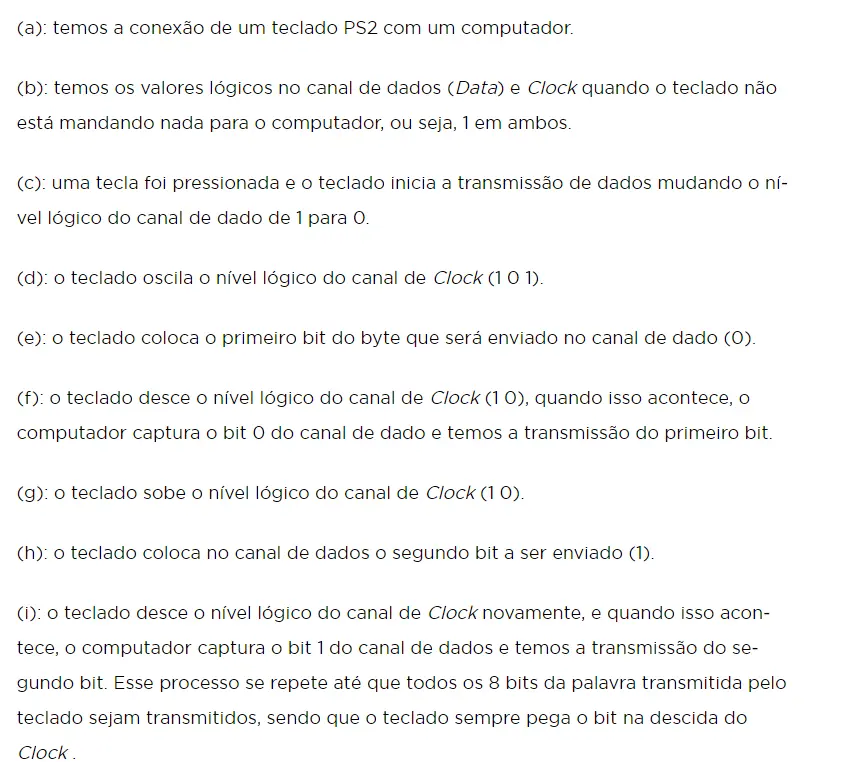 (a): temos a conexão de um teclado PS2 com um computador.
(b): temos os valores lógicos no canal de dados (Data) e Clock quando o teclado não
está mandando nada para o computador, ou seja, 1 em ambos.
(c): uma tecla foi pressionada e o teclado inicia a transmissão de dados mudando o ní-
vel lógico do canal de dado de 1 para 0.
(d): o teclado oscila o nível lógico do canal de Clock (1 0 1).
(e): o teclado coloca o primeiro bit do byte que será enviado no canal de dado (0).
(f): o teclado desce o nível lógico do canal de Clock (1 0), quando isso acontece, o
computador captura o bit 0 do canal de dado e temos a transmissão do primeiro bit.
(g): o teclado sobe o nível lógico do canal de Clock (1 0).
(h): o teclado coloca no canal de dados o segundo bit a ser enviado (1).
(i): o teclado desce o nível lógico do canal de Clock novamente, e quando isso acon-
tece, o computador captura o bit 1 do canal de dados e temos a transmissão do se-
gundo bit. Esse processo se repete até que todos os 8 bits da palavra transmitida pelo
teclado sejam transmitidos, sendo que o teclado sempre pega o bit na descida do
Clock .